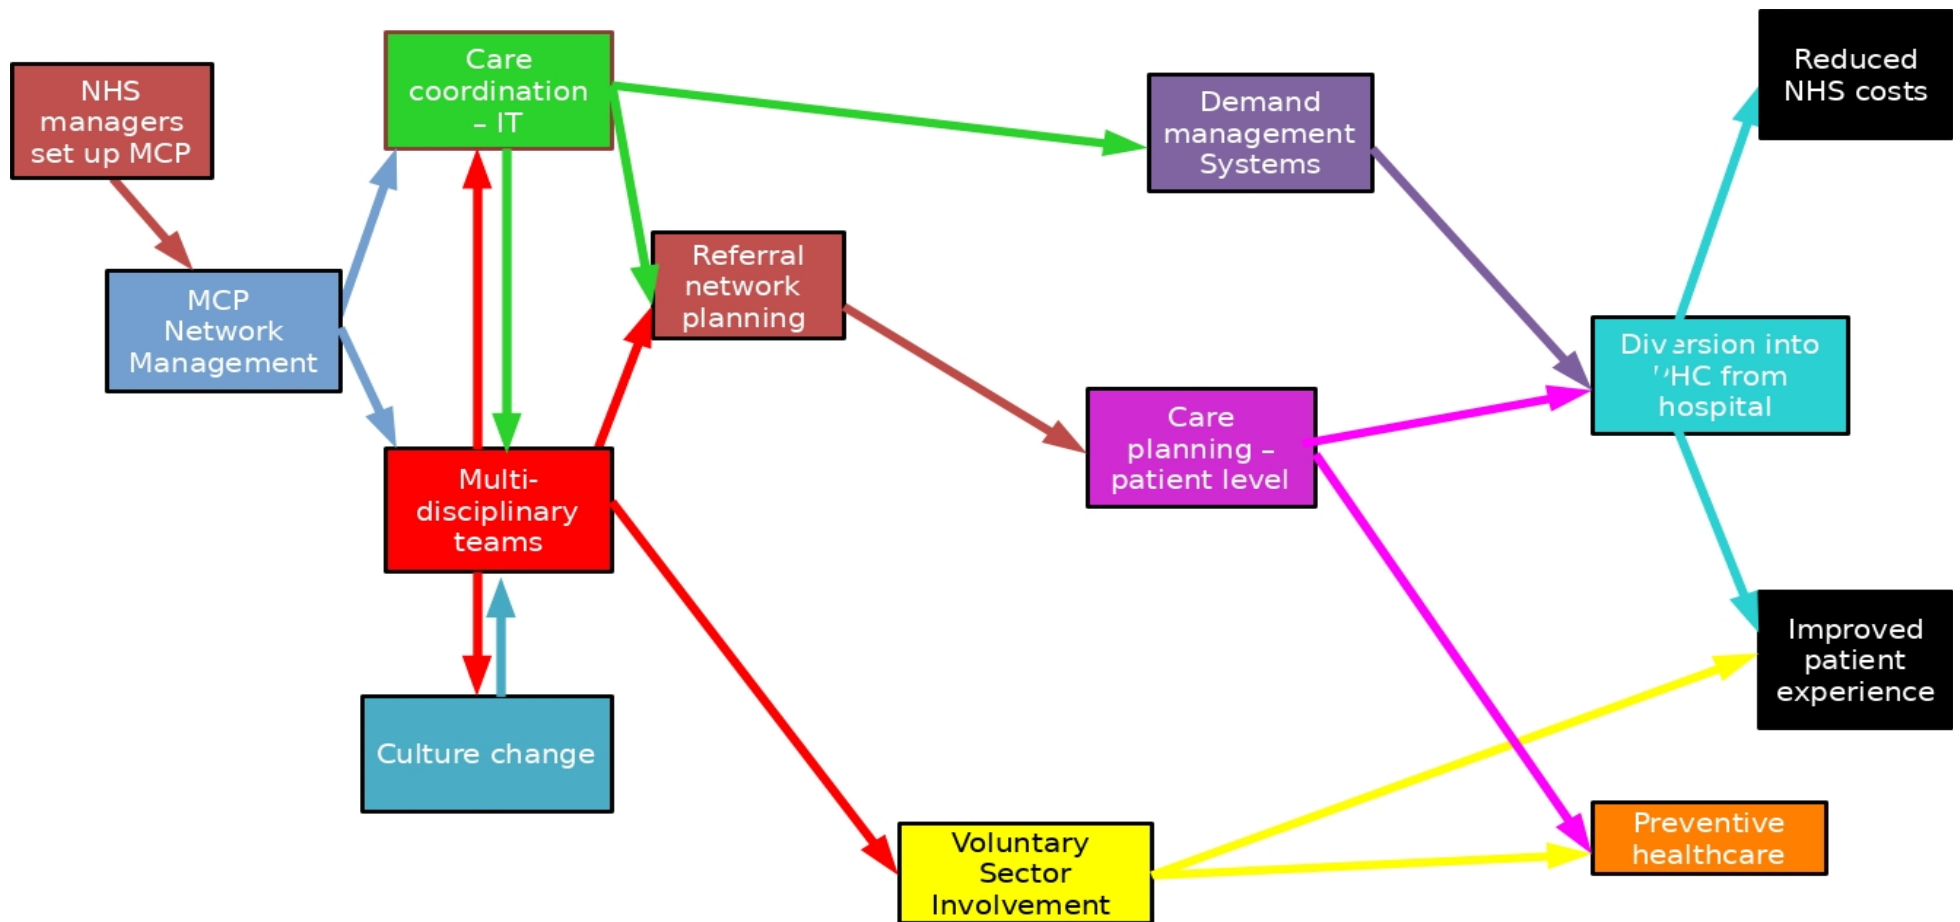 NHS
managers
set up MCP
MCP
Network
Management
Care
coordination
– IT
Multi-
disciplinary
teams
Culture change
Referral
network
planning
Demand
management
Systems
Care
planning –
patient level
Voluntary
Sector
Involvement
Diversion into
PHC from
hospital
Reduced
NHS costs
Improved
patient
experience
Preventive
healthcare